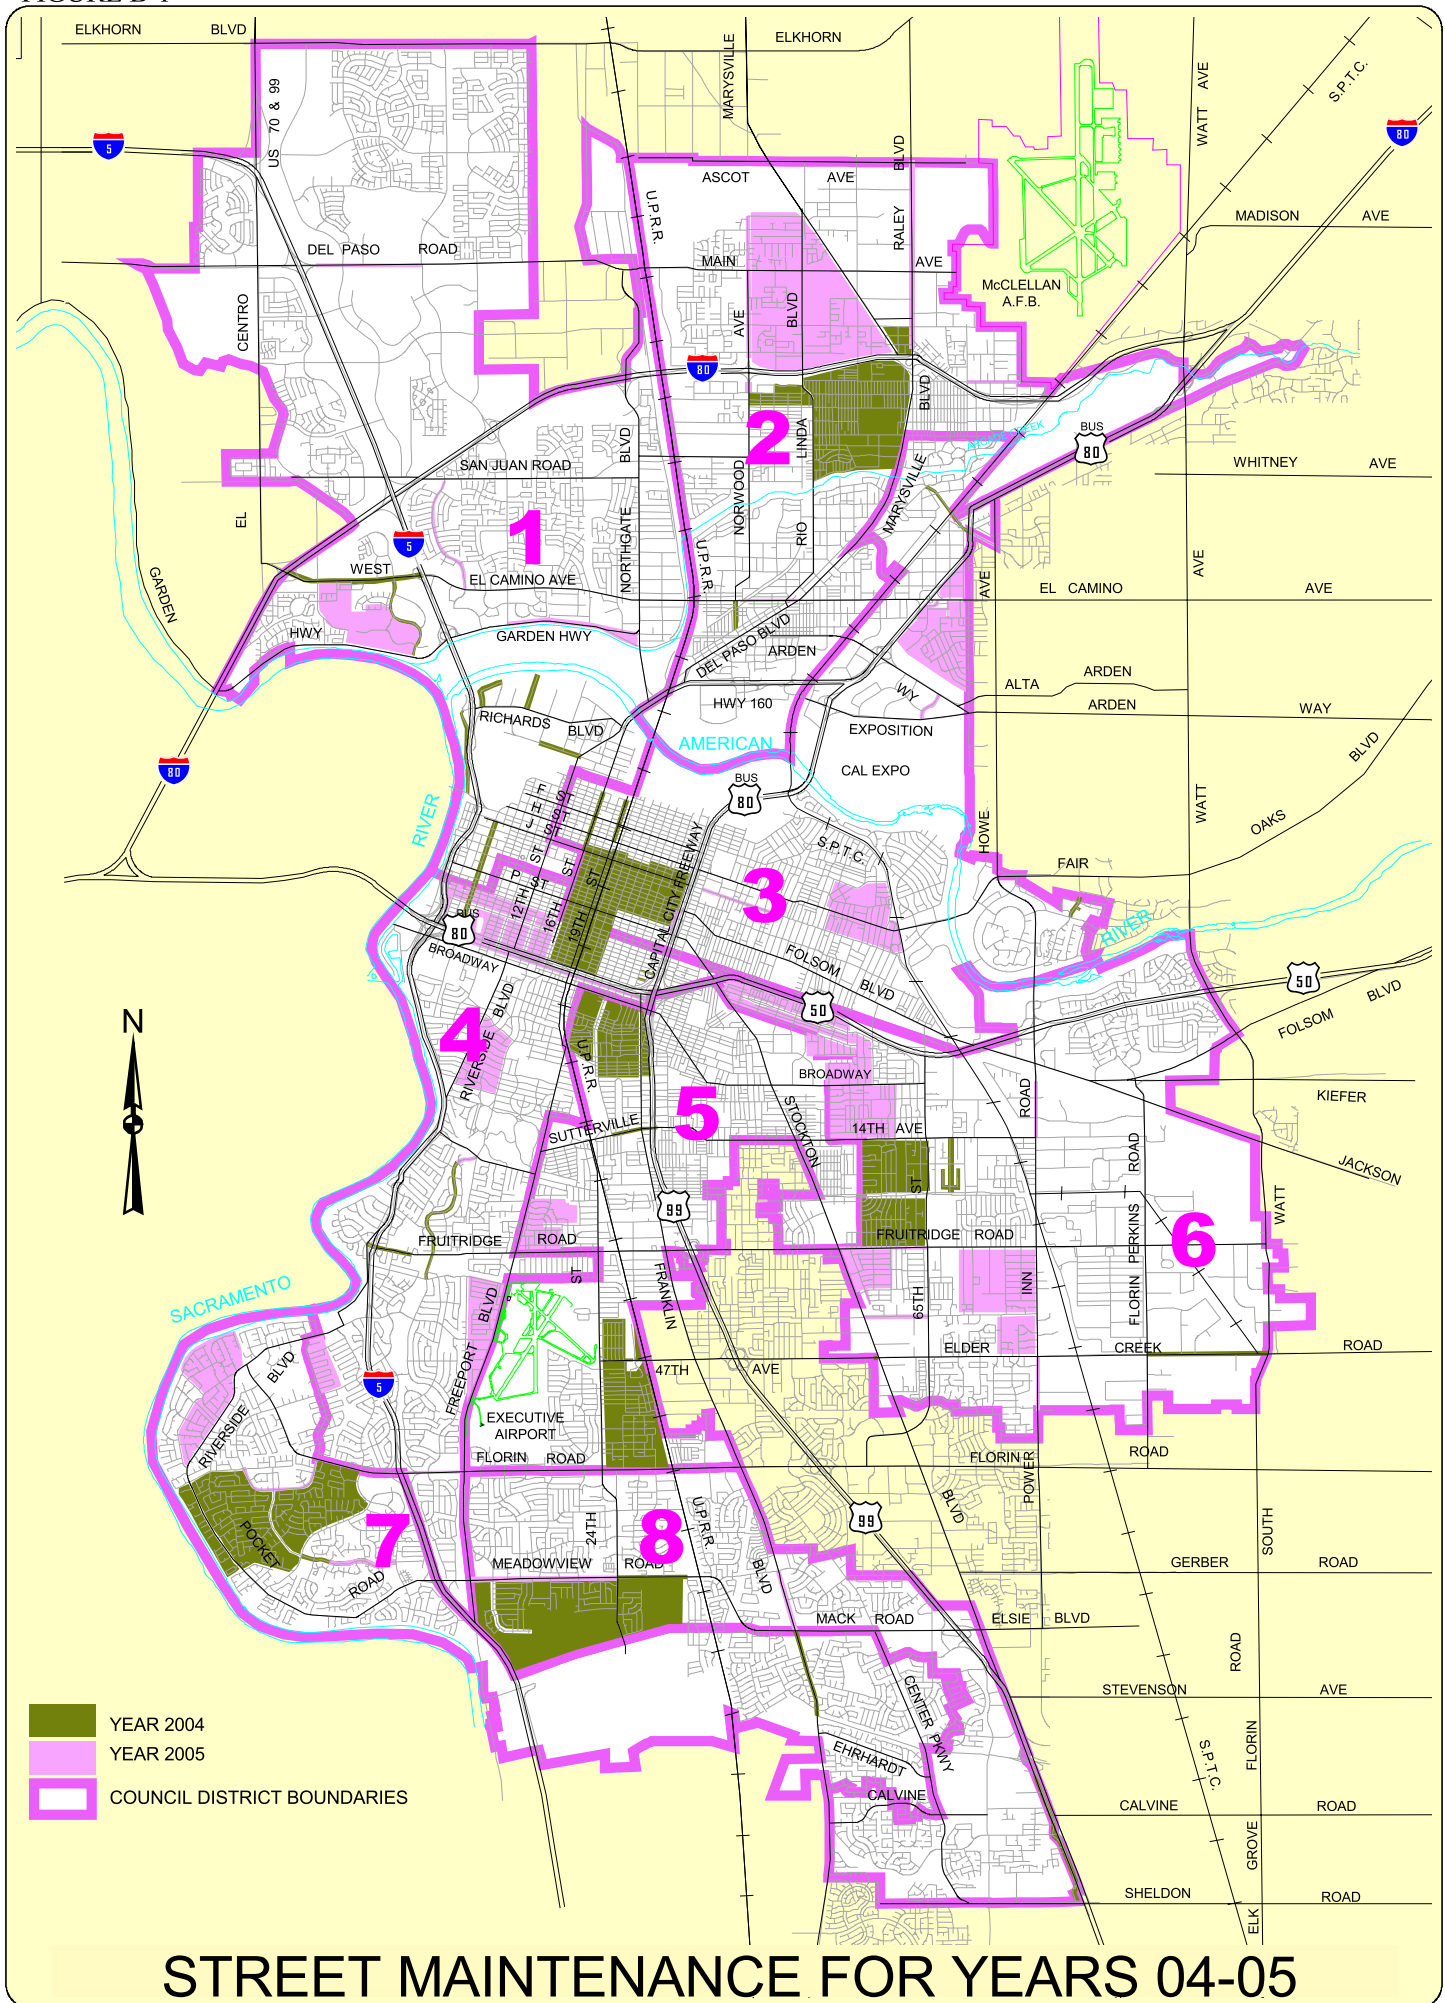 ELKHORN BLVD
MARYSVILLE
ELKHORN
WATT AVE
S.P.T.C.
US 70 & 99
5
80
ASCOT AVE
RALEY BLVD
U.P.R.R.
MADISON AVE
DEL PASO ROAD
MAIN AVE
McCLELLAN
A.F.B.
CENTRO
AVE
BLVD
80
BLVD
2
BLVD
LINDA
BUS
80
SAN JUAN ROAD
WHITNEY AVE
EL
1
NORTHGATE
NORWOOD
RIO
MARYSVILLE
5
WEST
EL CAMINO AVE
U.P.R.R.
AVE
EL CAMINO AVE
AVE
GARDEN
HWY
GARDEN HWY
DEL PASO BLVD
ARDEN
WY
ALTA ARDEN
ARDEN WAY
HWY 160
RICHARDS BLVD
AMERICAN
EXPOSITION
CAL EXPO
BLVD
80
BUS
80
RIVER
F ST
H ST
J ST
HOWE
WATT
OAKS
S.P.T.C.
FAIR
P ST
12TH ST
16TH ST
19TH ST
CAPITAL CITY FREEWAY
3
BUS
80
BROADWAY
RIVER
FOLSOM BLVD
50
50
BLVD
FOLSOM
N
4
RIVERSIDE BLVD
U.P.R.R.
BROADWAY
ROAD
KIEFER
5
STOCKTON
14TH AVE
SUTTERVILLE
ROAD
JACKSON
99
ST
WATT
FRUITRIDGE ROAD
FRUITRIDGE ROAD
PERKINS
6
ST
FRANKLIN
SACRAMENTO
BLVD
65TH
INN
FLORIN
BLVD
FREEPORT
47TH AVE
ELDER CREEK ROAD
5
RIVERSIDE
EXECUTIVE
AIRPORT
SOUTH
FLORIN ROAD
FLORIN ROAD
POWER
BLVD
POCKET
7
24TH
8
U.P.R.R
99
MEADOWVIEW ROAD
GERBER ROAD
ROAD
BLVD
MACK ROAD
ELSIE BLVD
ROAD
CENTER PKWY
STEVENSON AVE
YEAR 2004
YEAR 2005
COUNCIL DISTRICT BOUNDARIES
EHRHARDT
S.P.T.C.
FLORIN
CALVINE
CALVINE ROAD
GROVE
SHELDON ROAD
ELK
STREET MAINTENANCE FOR YEARS 04-05